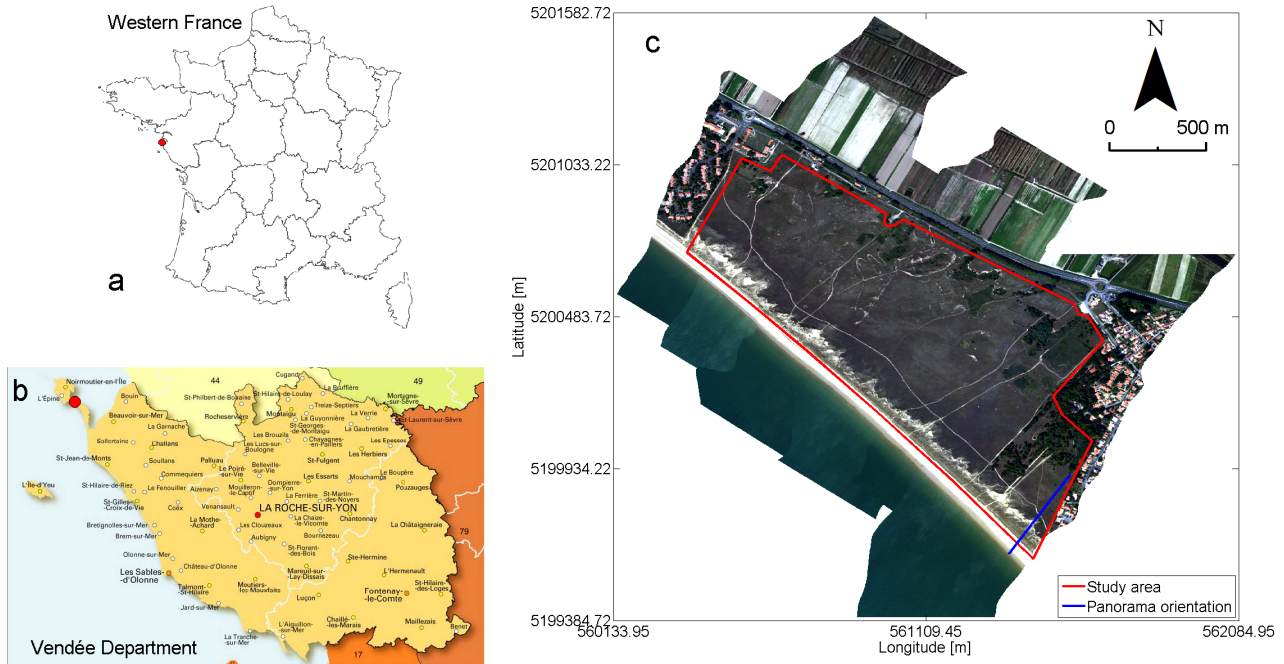 Western France
a
b
44
49
79
17
Cugand
La Bruffière
Noirmoutier-en-l'Île
L'Épine
Bouin
St-Philbert-de-Bouaine
St-Hilaire-de-Loulay
Mortagne-
-sur-Sèvre
Treize-Septiers
Beauvoir-sur-Mer
Rocheservière
Montaigu
La Guyonnière
La Verrie
St-Laurent-sur-Sèvre
La Garnache
St-Georges-
-de-Montaigu
La Gaubretière
Sallertaine
Challans
Les Brouzils
Chavagnes-
-en-Paillers
Les Epesses
Les Lucs-sur-
Boulogne
St-Jean-de-Monts
Soullans
Palluau
St-Fulgent
Les Herbiers
Belleville-
-sur-Vie
Le Poiré-
-sur-Vie
Le Boupère
L'Île-d'Yeu
Commequiers
Les Essarts
Mouchamps
Pouzauges
St-Hilaire-de-Riez
Le Fenouiller
Aizenay
Mouilleron-
-le-Captif
Dompierre-
-sur-Yon
St-Martin-
-des-Noyers
St-Gilles-
-Croix-de-Vie
Coëx
Venansault
La Ferrière
LA ROCHE-SUR-YON
La Chaize-
-le-Vicomte
Chantonnay
Bretignolles-sur-Mer
La Mothe-
-Achard
Les Clouzeaux
Bournezeau
La Châtaigneraie
Brem-sur-Mer
Aubigny
St-Florent-
-des-Bois
Olonne-sur-Mer
Ste-Hermine
Château-d'Olonne
Les Sables-
-d'Olonne
Mareuil-sur-
-Lay-Dissais
L'Hermenault
St-Hilaire-
-des-Loges
Talmont-
-St-Hilaire
Moutiers-
-les-Mauxfaits
Luçon
Fontenay-
-le-Comte
Jard-sur-Mer
Chaillé-
-les-Marais
Maillezais
Benet
La Tranche-
-sur-Mer
L'Aiguillon-
-sur-Mer
Vendée Department
c
N
0 500 m
5201582.72
5201033.22
5200483.72
5199934.22
5199384.72
Latitude [m]
560133.95 561109.45 562084.95
Longitude [m]
Study area
Panorama orientation